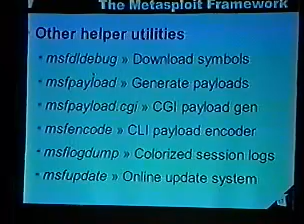 The Metasploit Framework
Other helper utilities
• msfdldebug » Download symbols
• msfpayload » Generate payloads
• msfpayload.cgi » CGI payload gen
• msfencode » CLI payload encoder
• msflogdump » Colorized session logs
• msfupdate » Online update system